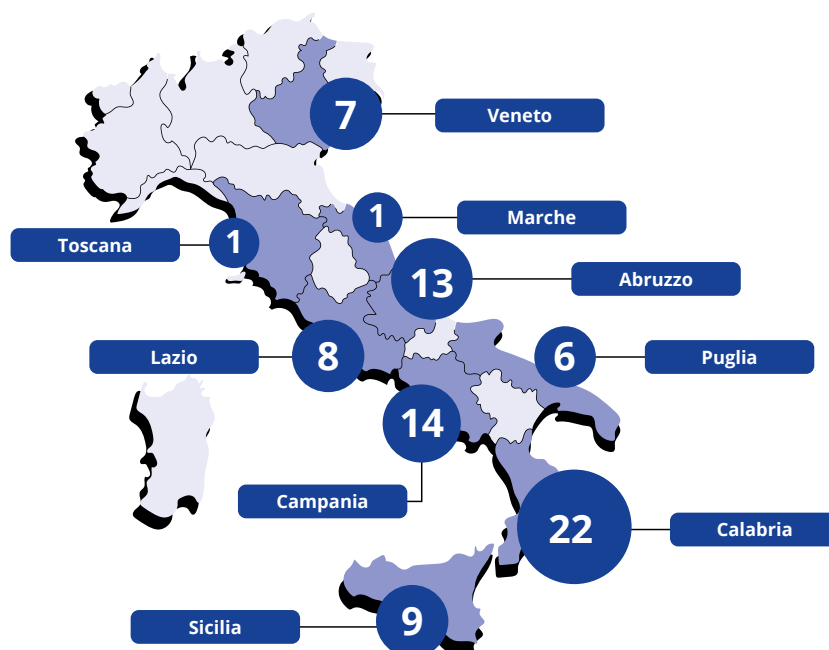 7
Veneto
1
Marche
Toscana
1
13
Abruzzo
Lazio
8
6
Puglia
14
Campania
22
Calabria
Sicilia
9